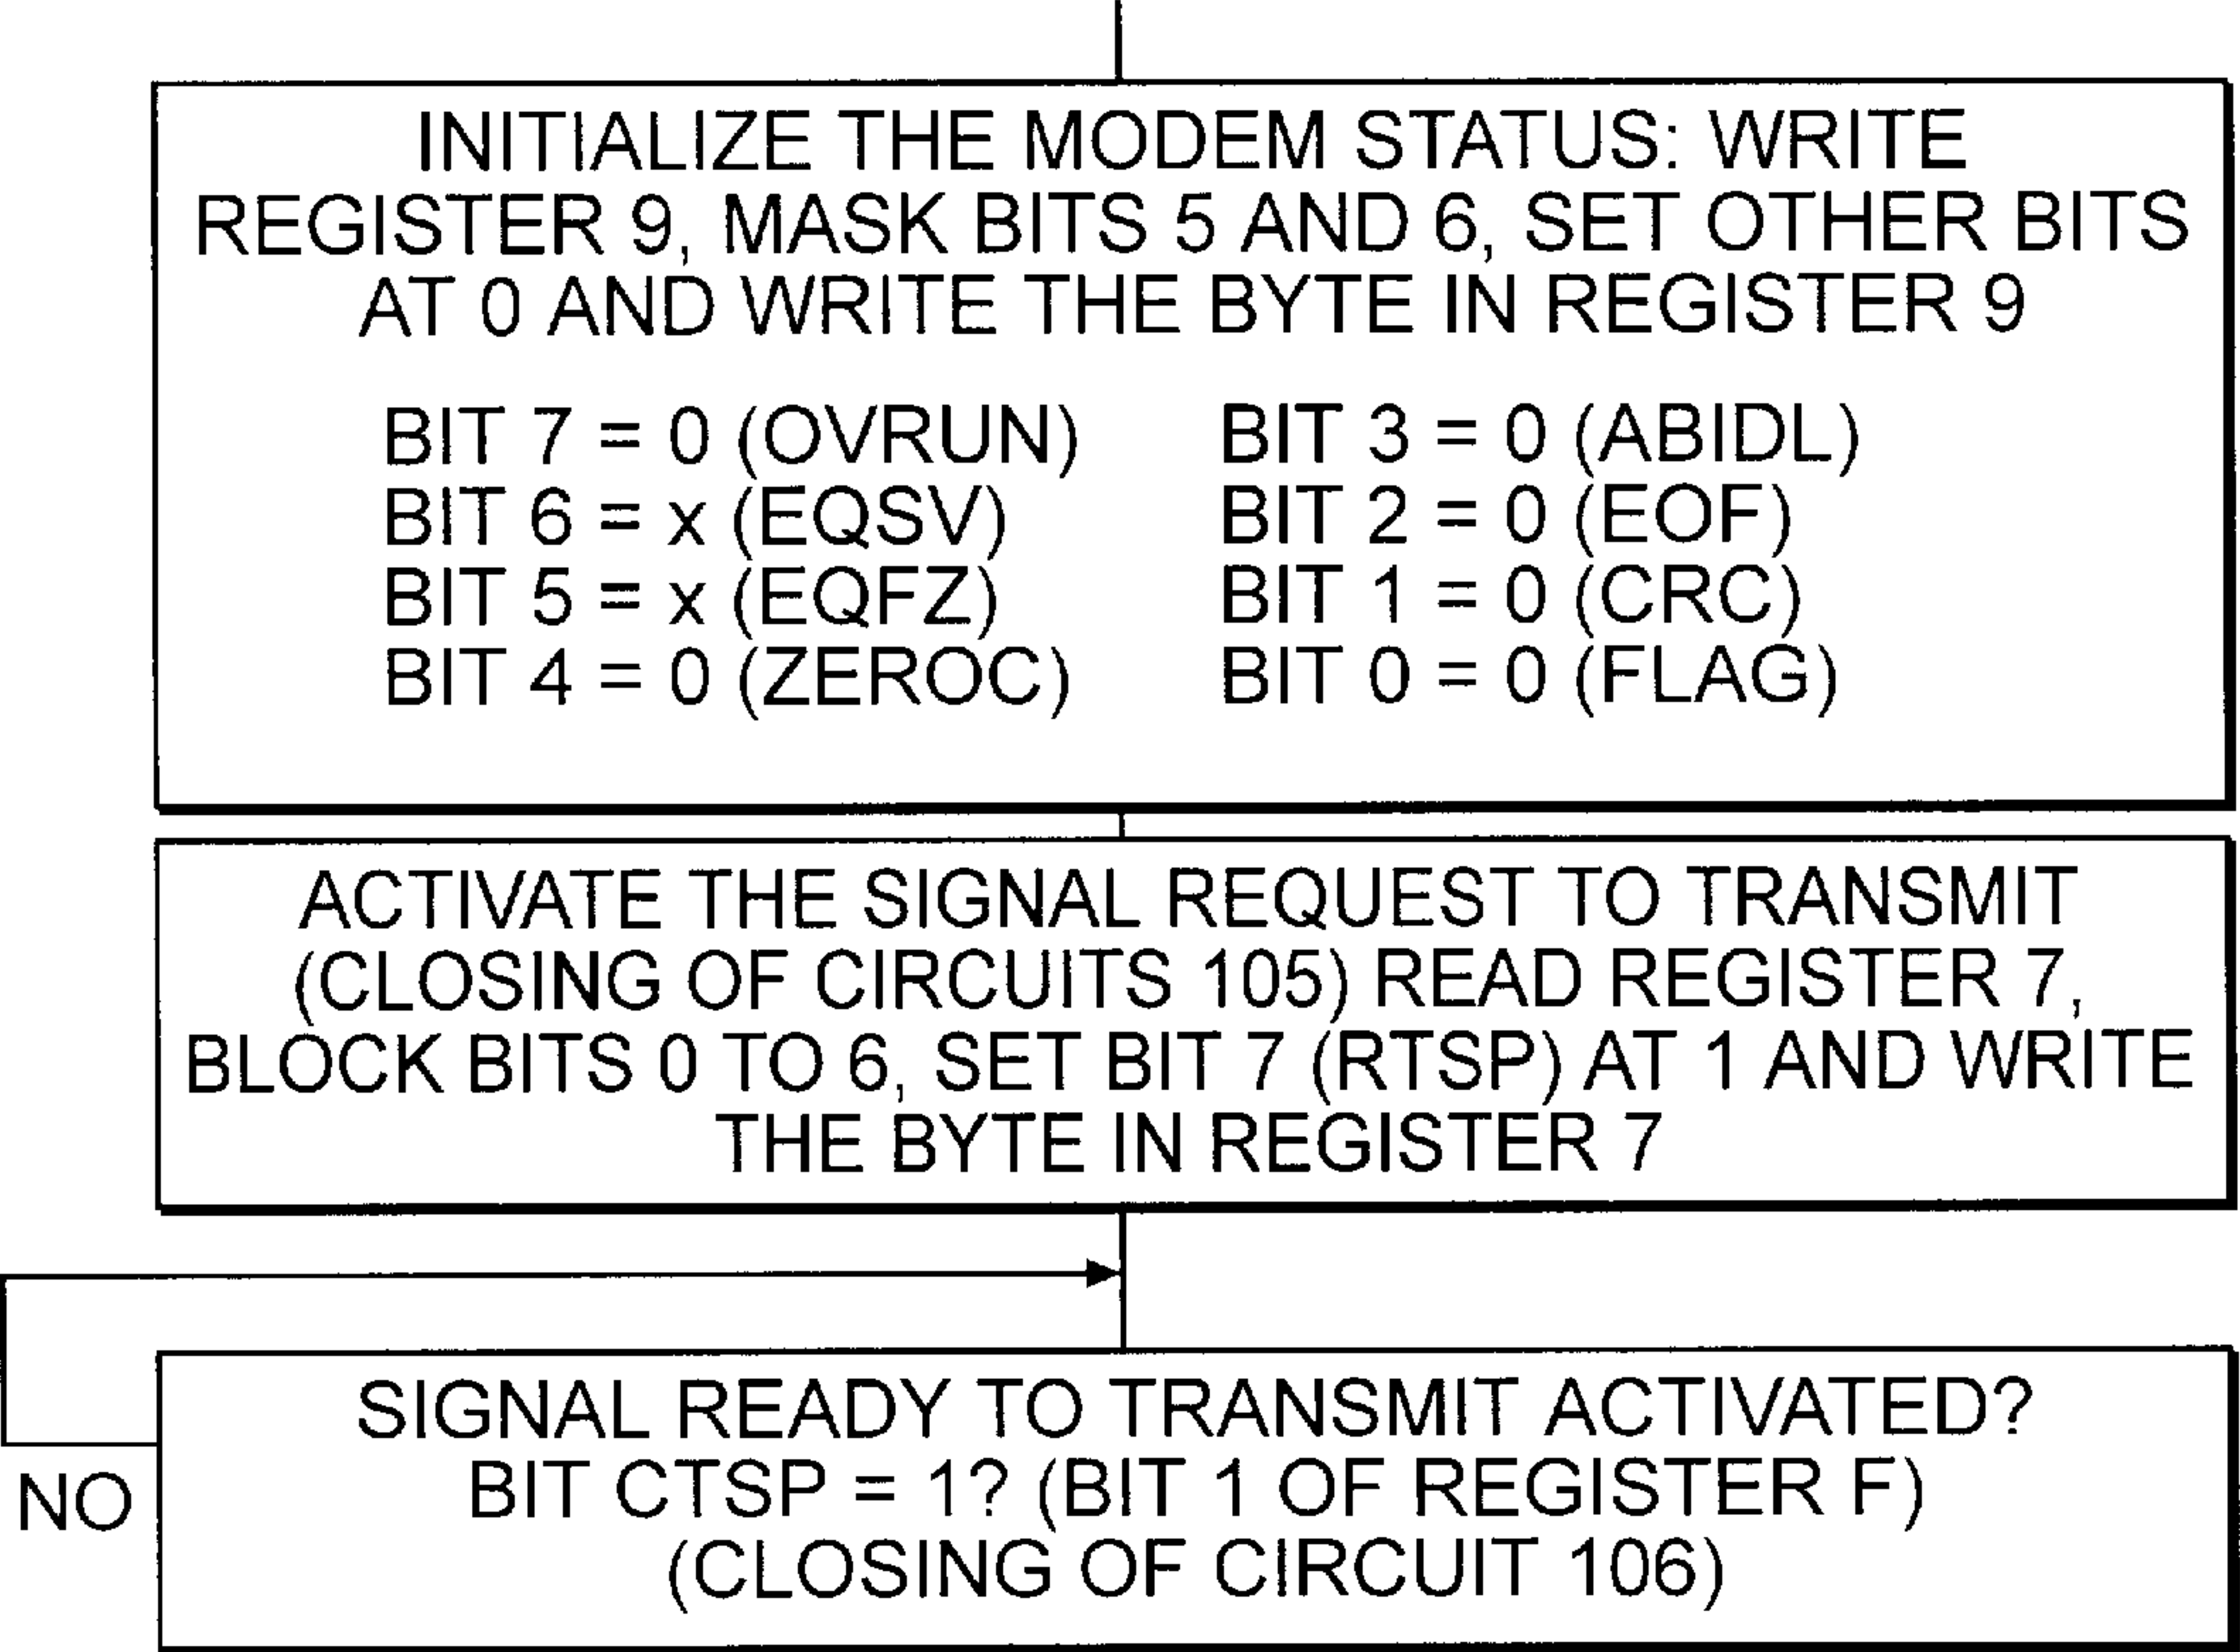 INITIALIZE THE MODEM STATUS: WRITE
REGISTER 9, MASK BITS 5 AND 6, SET OTHER BITS
AT 0 AND WRITE THE BYTE IN REGISTER 9
BIT 7 = 0 (OVRUN)
BIT 6 = x (EQSV)
BIT 5 = x (EQFZ)
BIT 4 = 0 (ZEROC)
BIT 3 = 0 (ABIDL)
BIT 2 = 0 (EOF)
BIT 1 = 0 (CRC)
BIT 0 = 0 (FLAG)
ACTIVATE THE SIGNAL REQUEST TO TRANSMIT
(CLOSING OF CIRCUITS 105) READ REGISTER 7,
BLOCK BITS 0 TO 6, SET BIT 7 (RTSP) AT 1 AND WRITE
THE BYTE IN REGISTER 7
SIGNAL READY TO TRANSMIT ACTIVATED?
BIT CTSP = 1? (BIT 1 OF REGISTER F)
(CLOSING OF CIRCUIT 106)
NO